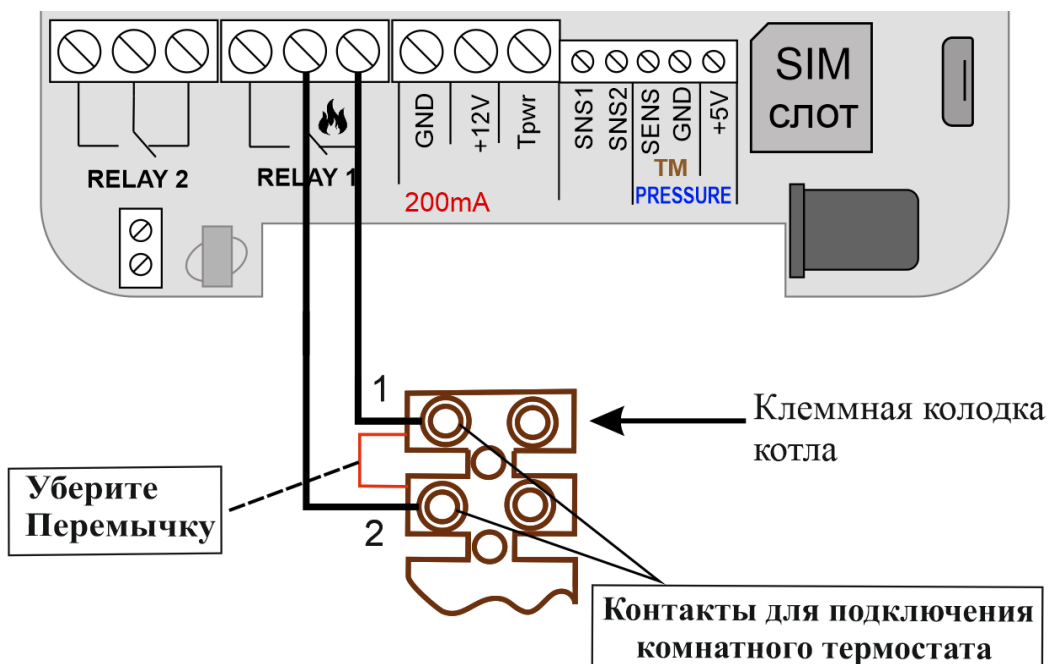 RELAY 2
RELAY 1
GND
+12V
Tpwr
200mA
SNS1
SNS2
SENS
GND
+5V
TM
PRESSURE
SIM
слот
1
2
Клеммная колодка
котла
Уберите
Перемычку
Контакты для подключения
комнатного термостата